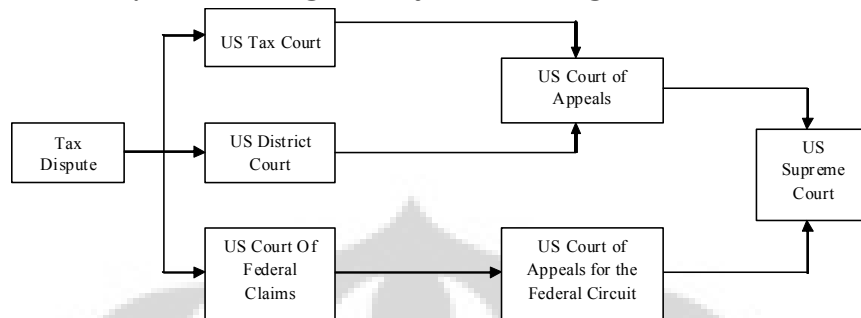 US Tax Court
US Court of
Appeals
Tax
Dispute
US District
Court
US
Supreme
Court
US Court Of
Federal
Claims
US Court of
Appeals for the
Federal Circuit